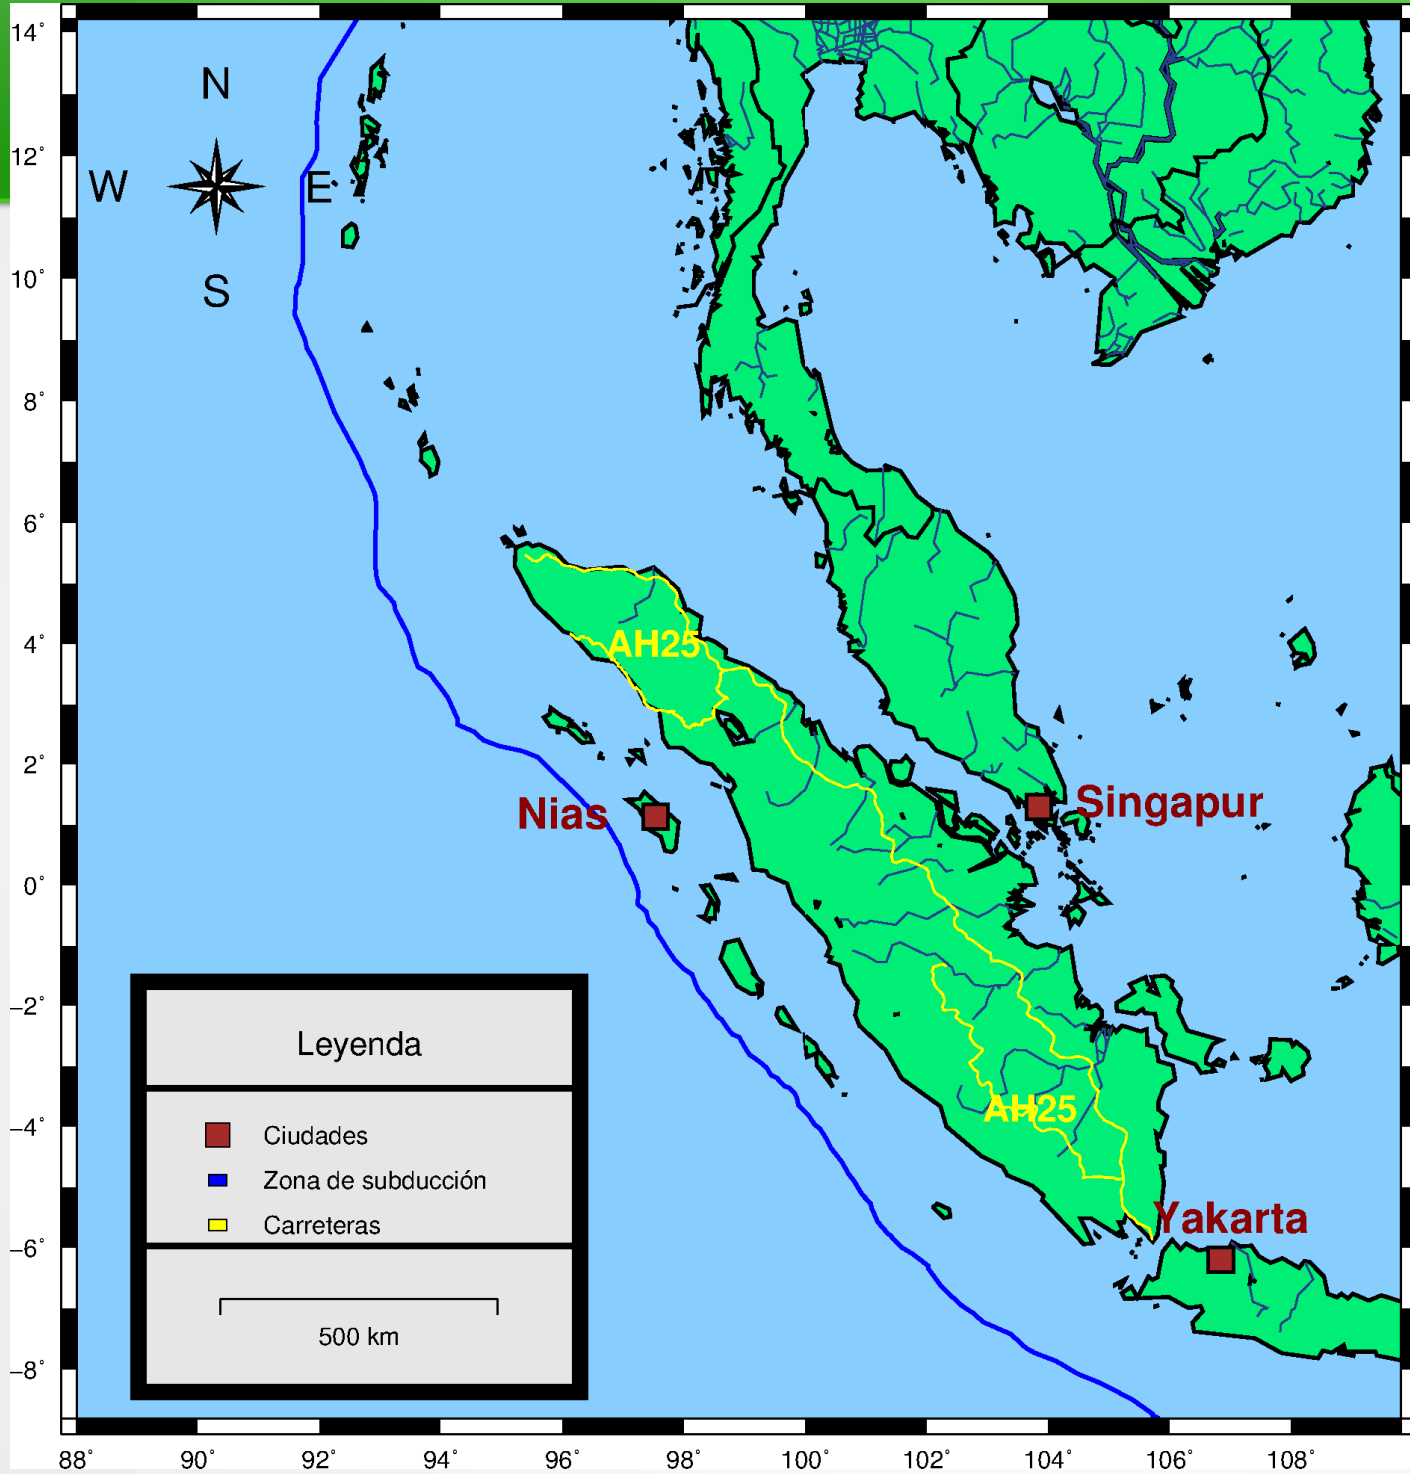 14°
12°
10°
8°
6°
4°
2°
0°
−2°
−4°
−6°
−8°
N
W
E
S
AH25
Nias
Singapur
AH25
Yakarta
Leyenda
Ciudades
Zona de subducción
Carreteras
500 km
88° 90° 92° 94° 96° 98° 100° 102° 104° 106° 108°